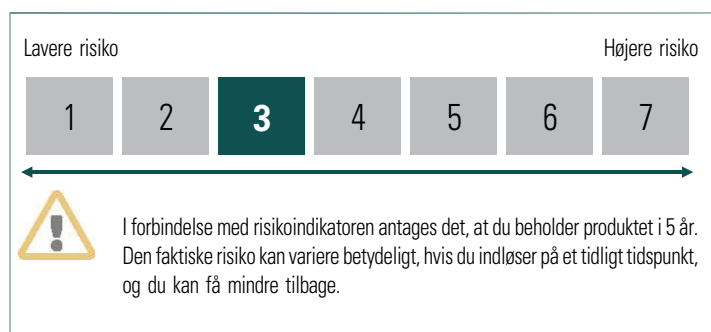 Lavere risiko Højere risiko
1 2 3 4 5 6 7
I forbindelse med risikoindikatoren antages det, at du beholder produktet i 5 år.
Den faktiske risiko kan variere betydeligt, hvis du indløser på et tidligt tidspunkt,
og du kan få mindre tilbage.